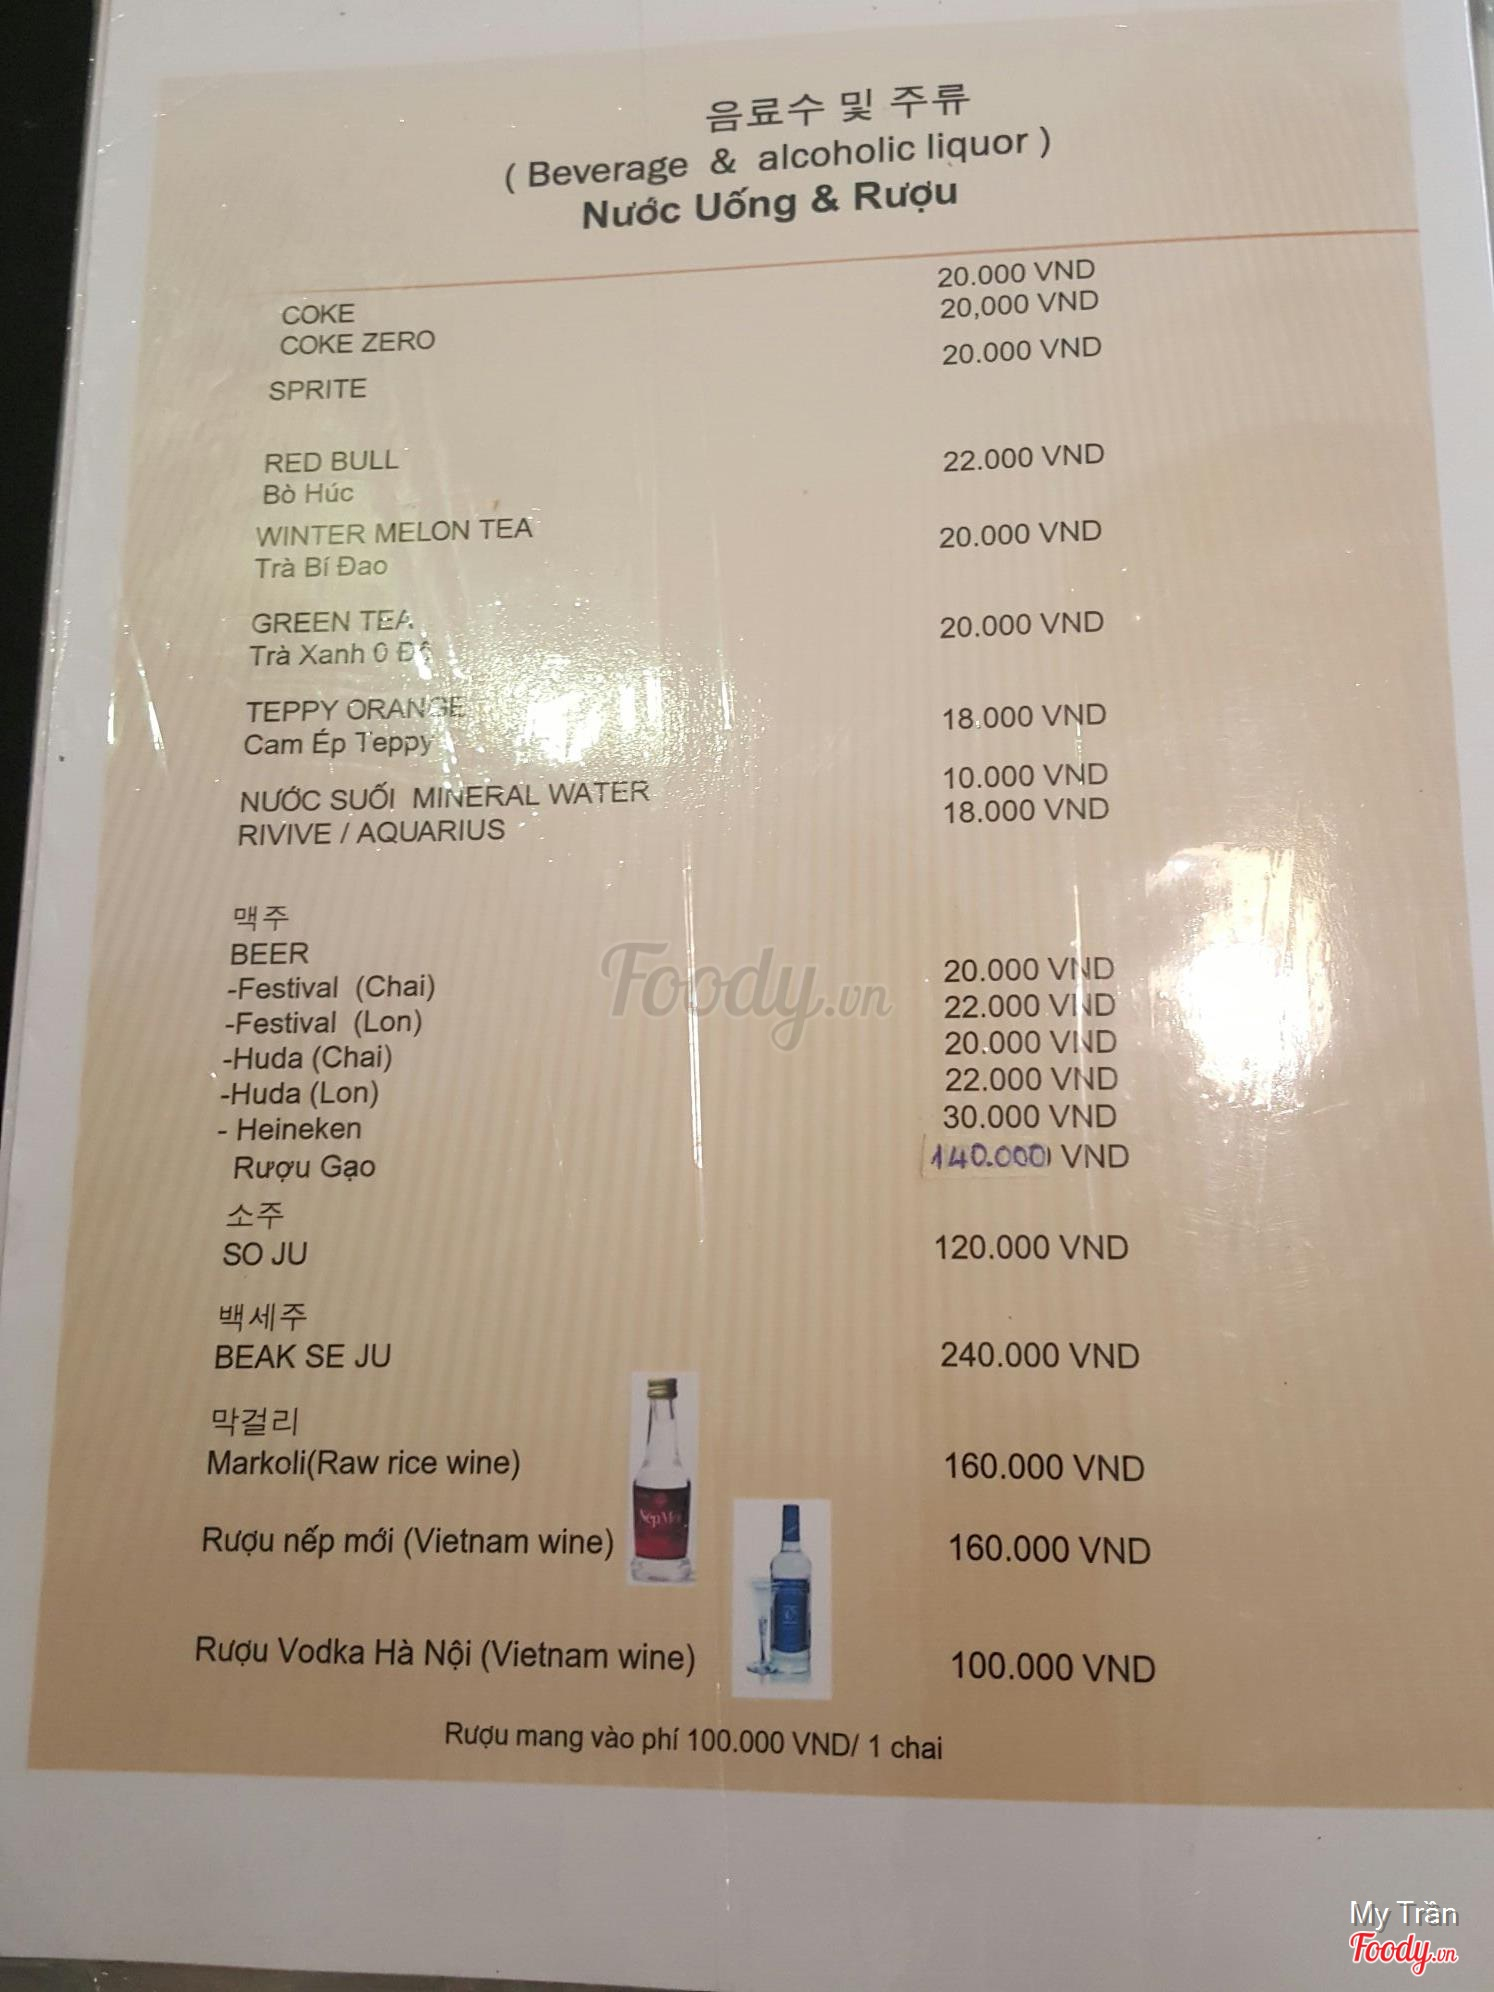 음료수 및 주류
( Beverage & alcoholic liquor )
Nước Uống & Rượu
COKE 20.000 VND
COKE ZERO 20,000 VND
SPRITE 20.000 VND
RED BULL 22.000 VND
Bò Húc
WINTER MELON TEA 20.000 VND
Trà Bí Đao
GREEN TEA 20.000 VND
Trà Xanh 0 Độ
TEPPY ORANGE 18.000 VND
Cam Ép Teppy
NƯỚC SUỐI MINERAL WATER 10.000 VND
RIVIVE / AQUARIUS 18.000 VND
맥주
BEER
-Festival (Chai) 20.000 VND
-Festival (Lon) 22.000 VND
-Huda (Chai) 20.000 VND
-Huda (Lon) 22.000 VND
- Heineken 30.000 VND
Rượu Gạo 140.000 VND
소주
SO JU 120.000 VND
백세주
BEAK SE JU 240.000 VND
막걸리
Markoli(Raw rice wine) 160.000 VND
Rượu nếp mới (Vietnam wine) 160.000 VND
Nếp Mới
Rượu Vodka Hà Nội (Vietnam wine) 100.000 VND
Rượu mang vào phí 100.000 VND/ 1 chai
Foody.vn
My Trần
Foody.vn